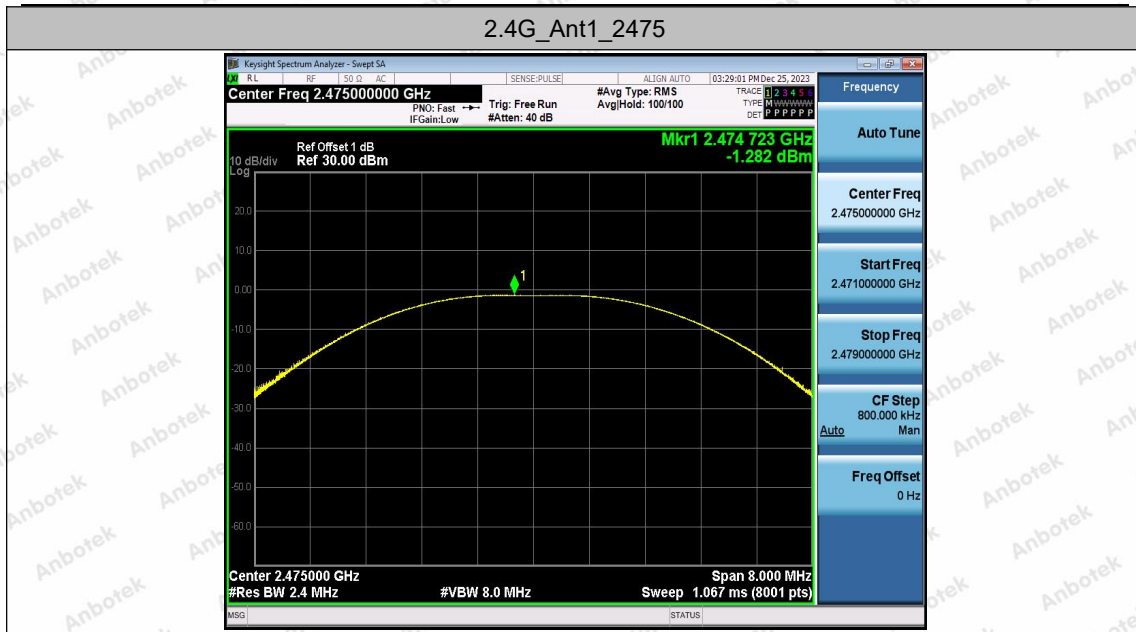 2.4G_Ant1_2475
Keysight Spectrum Analyzer - Swept SA
RL RF 50 Ω AC SENSE:PULSE ALIGN AUTO 03:29:01 PM Dec 25, 2023
Center Freq 2.475000000 GHz
PNO: Fast
IFGain:Low
Trig: Free Run
#Atten: 40 dB
#Avg Type: RMS
Avg|Hold: 100/100
TRACE 1 2 3 4 5 6
TYPE M W W W W W
DET P P P P P P
Mkr1 2.474 723 GHz
-1.282 dBm
10 dB/div
Log
Ref Offset 1 dB
Ref 30.00 dBm
20.0
10.0
0.00
-10.0
-20.0
-30.0
-40.0
-50.0
-60.0
1
Center 2.475000 GHz
Span 8.000 MHz
#Res BW 2.4 MHz
#VBW 8.0 MHz
Sweep 1.067 ms (8001 pts)
MSG
STATUS
Frequency
Auto Tune
Center Freq
2.475000000 GHz
Start Freq
2.471000000 GHz
Stop Freq
2.479000000 GHz
CF Step
800.000 kHz
Auto Man
Freq Offset
0 Hz
Anbotek